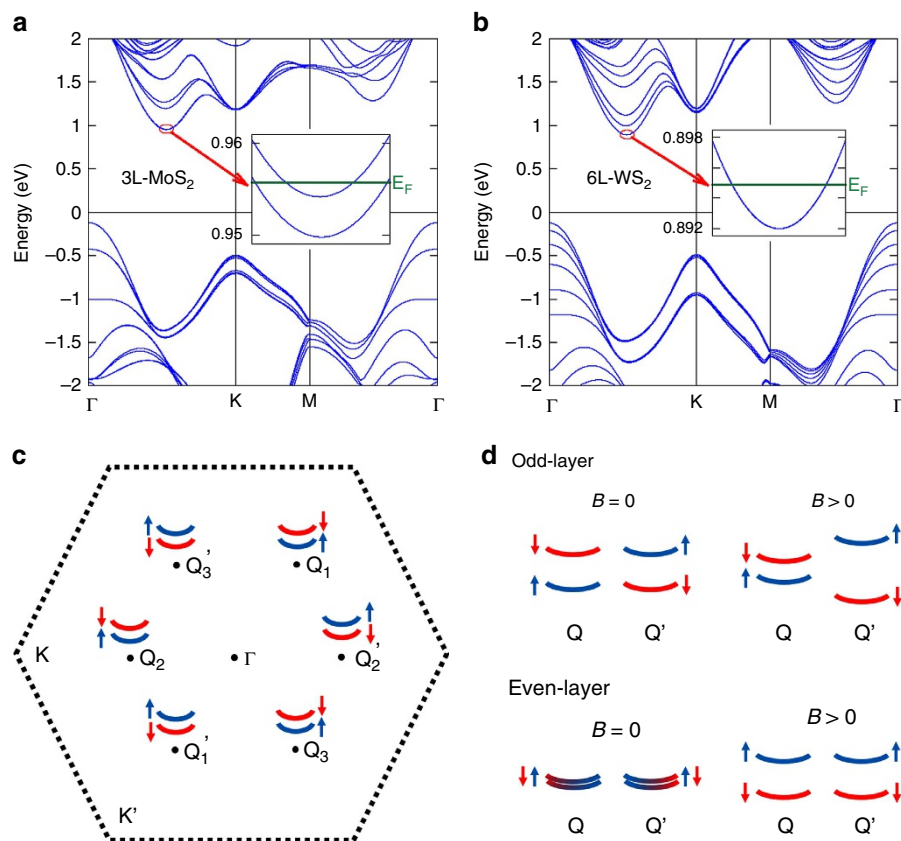 a
2
1.5
1
0.5
0
−0.5
−1
−1.5
−2
Energy (eV)
3L-MoS2
0.96
0.95
EF
Γ K M Γ
b
2
1.5
1
0.5
0
−0.5
−1
−1.5
−2
Energy (eV)
6L-WS2
0.898
0.892
EF
Γ K M Γ
c
Q3'
Q1
K
Q2
Γ
Q2'
Q1'
Q3
K'
d
Odd-layer
B = 0
B > 0
Q Q' Q Q'
Even-layer
B = 0
B > 0
Q Q' Q Q'